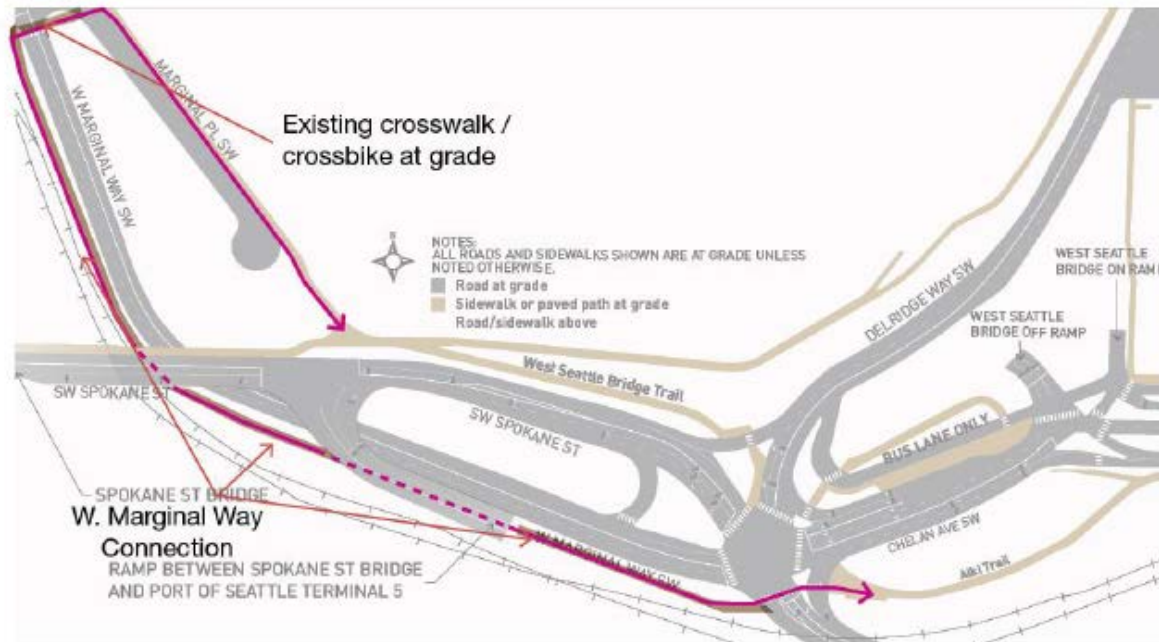 MARGINAL PL SW
W MARGINAL WAY SW
Existing crosswalk /
crossbike at grade
N
NOTES:
ALL ROADS AND SIDEWALKS SHOWN ARE AT GRADE UNLESS
NOTED OTHERWISE.
Road at grade
Sidewalk or paved path at grade
Road/sidewalk above
DELRIDGE WAY SW
WEST SEATTLE
BRIDGE ON RAMP
WEST SEATTLE
BRIDGE OFF RAMP
West Seattle Bridge Trail
SW SPOKANE ST
SW SPOKANE ST
BUS LANE ONLY
SPOKANE ST BRIDGE
W. Marginal Way
Connection
RAMP BETWEEN SPOKANE ST BRIDGE
AND PORT OF SEATTLE TERMINAL 5
W MARGINAL WAY SW
CHELAN AVE SW
Alki Trail